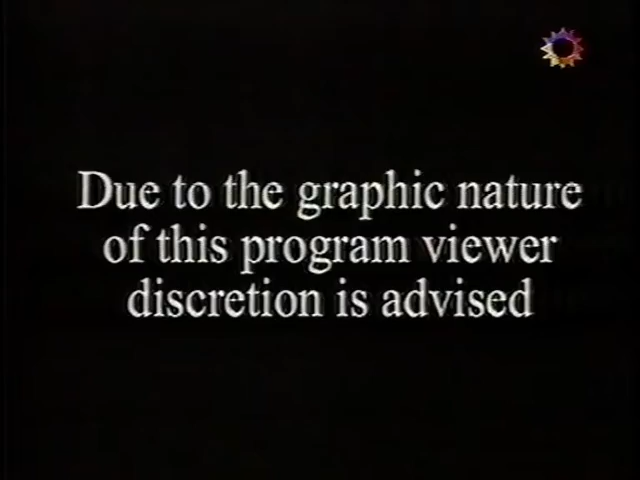 Due to the graphic nature
of this program viewer
discretion is advised